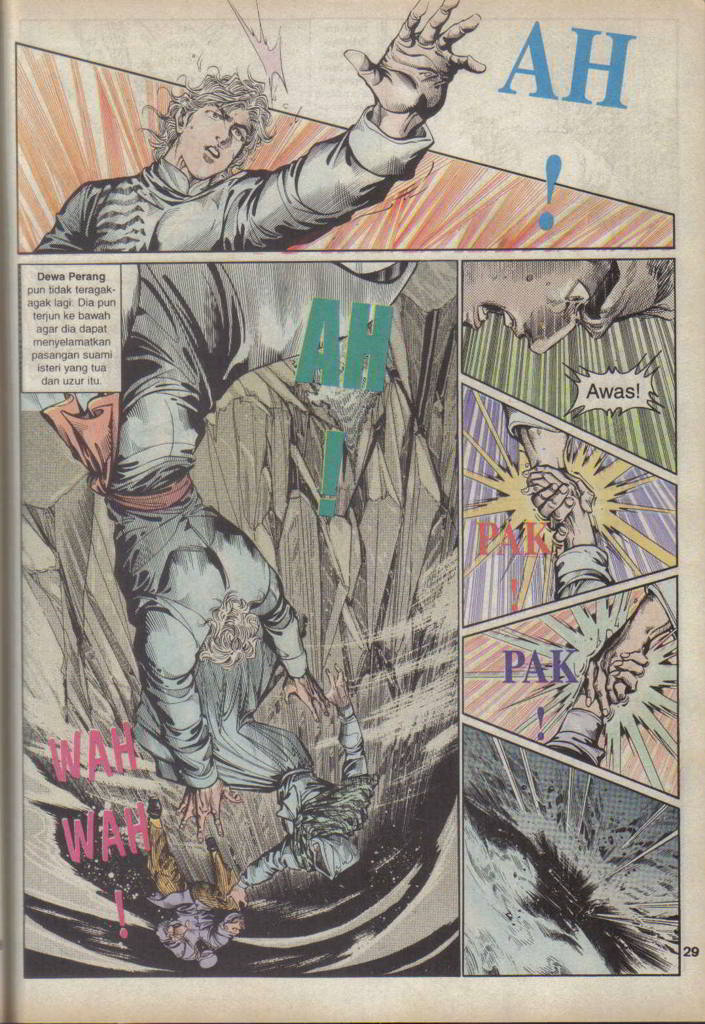 AH
!
Dewa Perang
pun tidak teragak-
agak lagi. Dia pun
terjun ke bawah
agar dia dapat
menyelamatkan
pasangan suami
isteri yang tua
dan uzur itu.
AH
!
WAH
WAH
!
Awas!
PAK
!
PAK
!
29